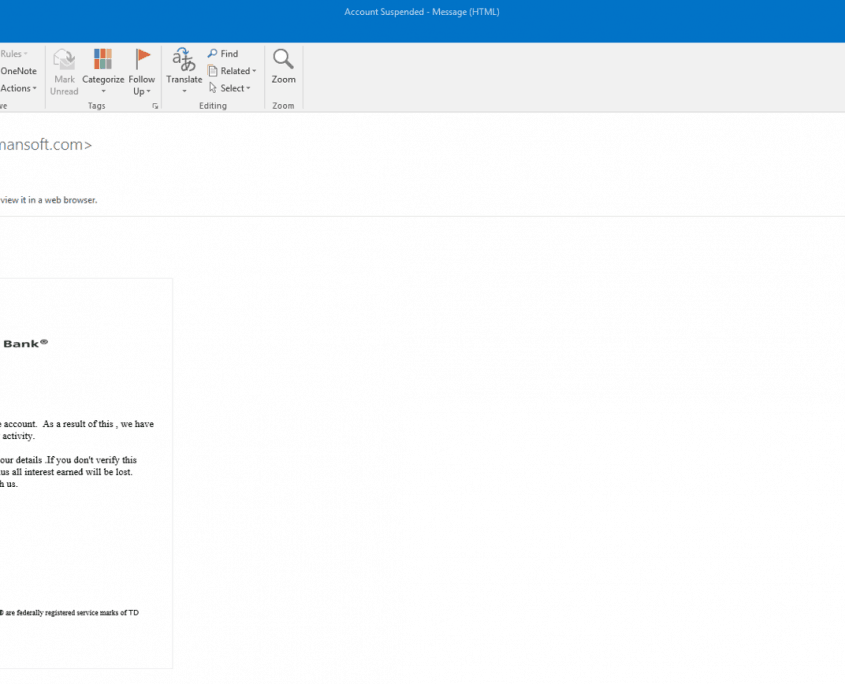 Account Suspended - Message (HTML)
Rules
OneNote
Actions
Mark
Unread
Categorize
Follow
Up
Tags
Translate
Find
Related
Select
Editing
Zoom
Zoom
mansoft.com>
view it in a web browser.
Bank®
account. As a result of this , we have
activity.
our details .If you don't verify this
us all interest earned will be lost.
h us.
® are federally registered service marks of TD